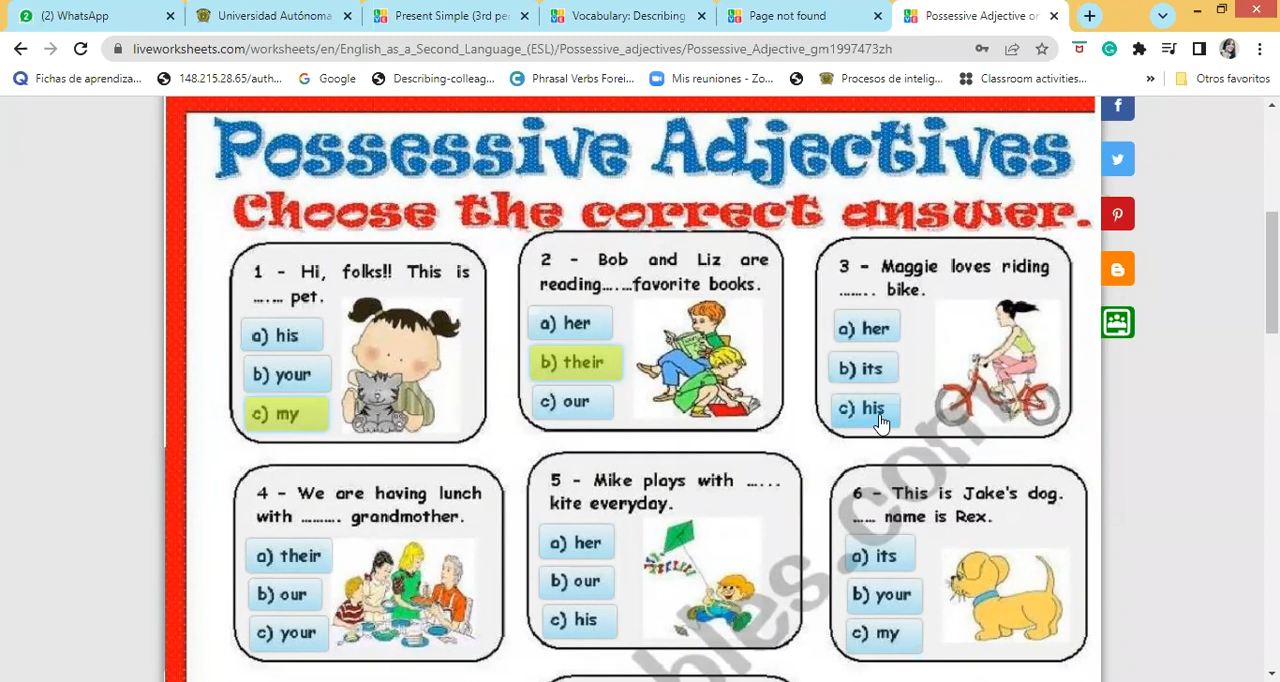 (2) WhatsApp
Universidad Autónoma
Present Simple (3rd per
Vocabulary: Describing
Page not found
Possessive Adjective or
liveworksheets.com/worksheets/en/English_as_a_Second_Language_(ESL)/Possessive_adjectives/Possessive_Adjective_gm1997473zh
Fichas de aprendiza...
148.215.28.65/auth...
Google
Describing-colleag...
Phrasal Verbs Forei...
Mis reuniones - Zo...
Procesos de intelig...
Classroom activities...
»
Otros favoritos
Possessive Adjectives
Choose the correct answer.
1 - Hi, folks!! This is
........ pet.
a) his
b) your
c) my
2 - Bob and Liz are
reading.......favorite books.
a) her
b) their
c) our
3 - Maggie loves riding
........ bike.
a) her
b) its
c) his
4 - We are having lunch
with .......... grandmother.
a) their
b) our
c) your
5 - Mike plays with ......
kite everyday.
a) her
b) our
c) his
6 - This is Jake's dog.
...... name is Rex.
a) its
b) your
c) my